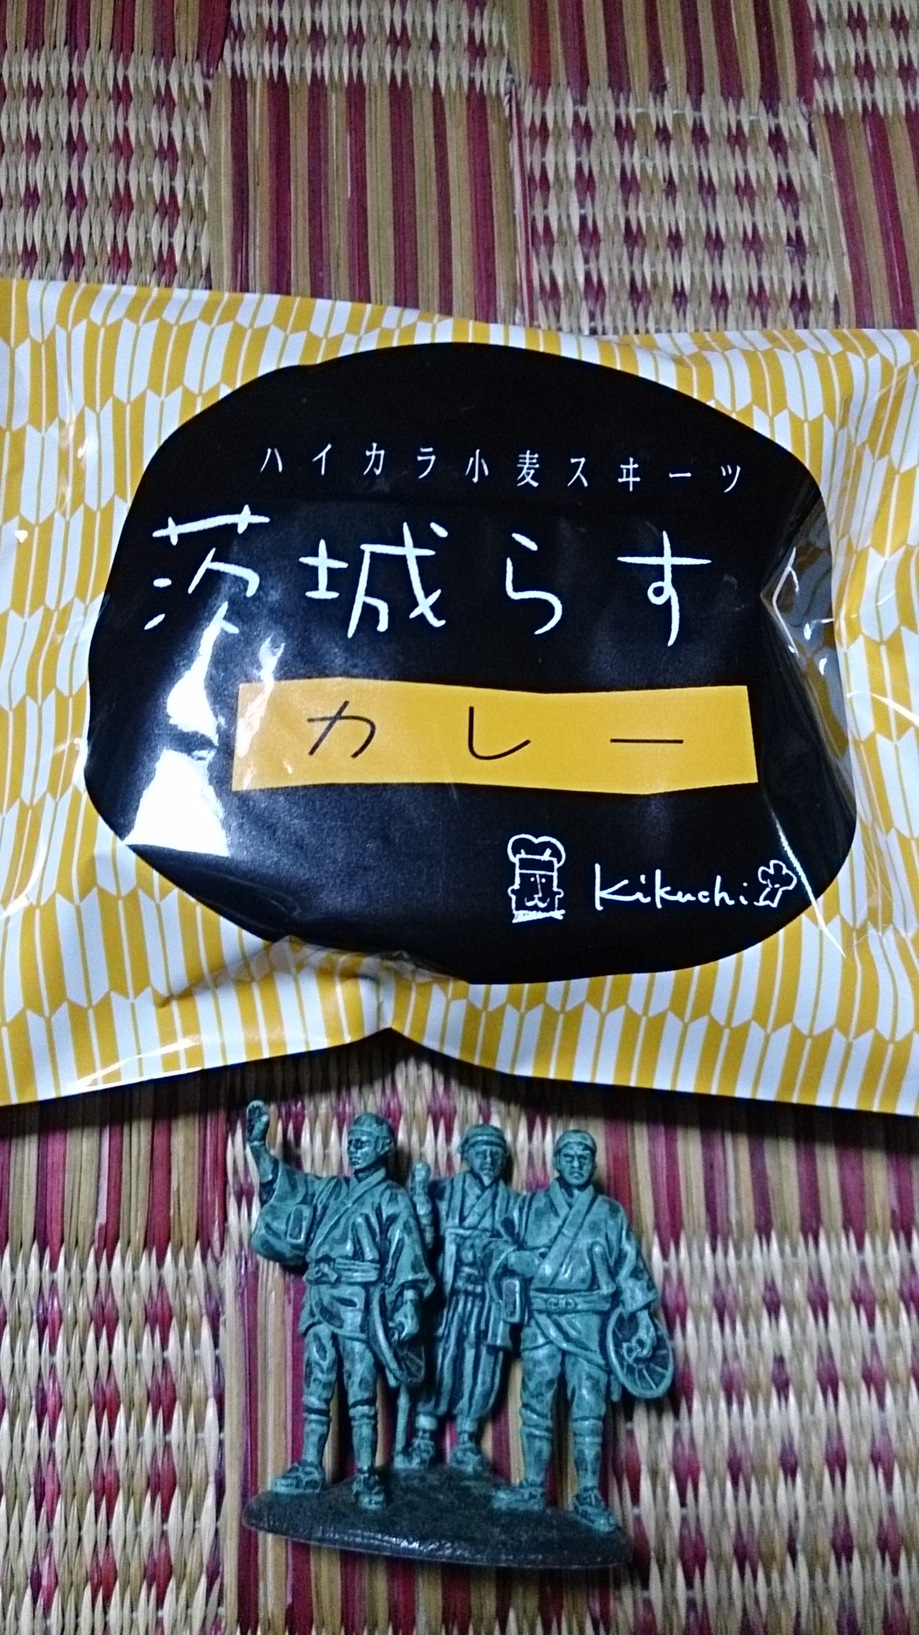 ハイカラ小麦スヰーツ
茨城らす
カレー
Kikuchi